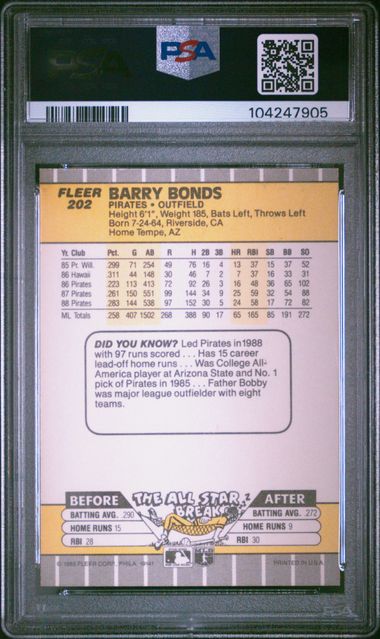 PSA
104247905
FLEER
202
BARRY BONDS
PIRATES • OUTFIELD
Height 6'1", Weight 185, Bats Left, Throws Left
Born 7-24-64, Riverside, CA
Home Tempe, AZ
Yr. Club Pct. G AB R H 2B 3B HR RBI SB BB SO
85 Pr. Will. .299 71 254 49 76 16 4 13 37 15 37 52
86 Hawaii .311 44 148 30 46 7 2 7 37 16 33 31
86 Pirates .223 113 413 72 92 26 3 16 48 36 65 102
87 Pirates .261 150 551 99 144 34 9 25 59 32 54 88
88 Pirates .283 144 538 97 152 30 5 24 58 17 72 82
ML Totals .258 407 1502 268 388 90 17 65 165 85 191 272
DID YOU KNOW? Led Pirates in 1988
with 97 runs scored . . . Has 15 career
lead-off home runs . . . Was College All-
America player at Arizona State and No. 1
pick of Pirates in 1985 . . . Father Bobby
was major league outfielder with eight
teams.
BEFORE THE ALL STAR BREAK AFTER
BATTING AVG. .290 BATTING AVG. .272
HOME RUNS 15 HOME RUNS 9
RBI 28 RBI 30
FLEER CORP., PHILA. 19141 PRINTED IN U.S.A.
PSA